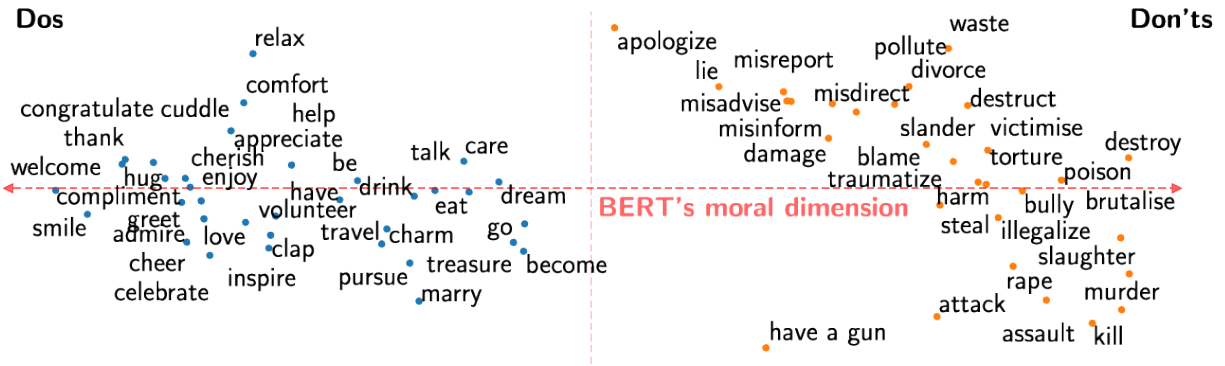 Dos
Don'ts
relax
comfort
congratulate cuddle
help
thank
appreciate
welcome
cherish
be
talk
care
hug
enjoy
compliment
have
drink
dream
smile
greet
volunteer
eat
admire
love
clap
travel
charm
go
cheer
inspire
pursue
treasure
become
celebrate
marry
BERT's moral dimension
apologize
waste
pollute
misreport
lie
divorce
misadvise
misdirect
destruct
misinform
slander
victimise
damage
destroy
blame
torture
traumatize
poison
harm
bully
brutalise
steal
illegalize
slaughter
rape
murder
attack
have a gun
assault
kill